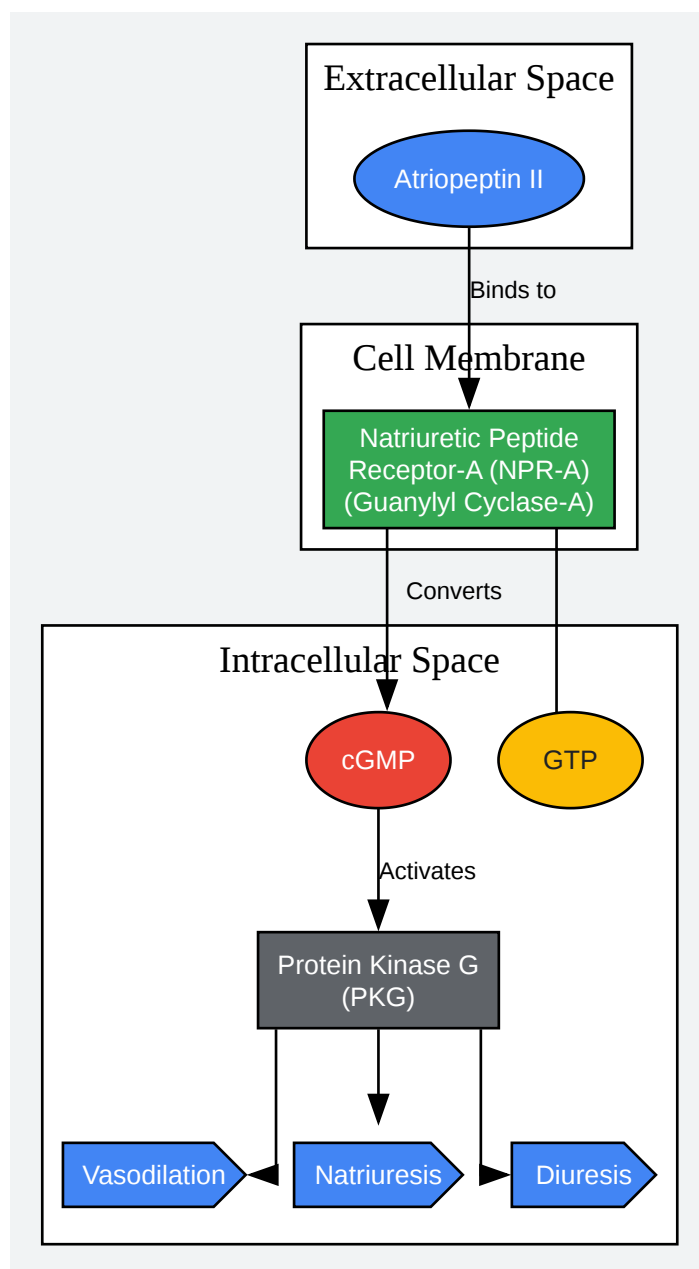 Extracellular Space
Atriopeptin II
Binds to
Cell Membrane
Natriuretic Peptide
Receptor-A (NPR-A)
(Guanylyl Cyclase-A)
Converts
Intracellular Space
cGMP
GTP
Activates
Protein Kinase G
(PKG)
Vasodilation
Natriuresis
Diuresis